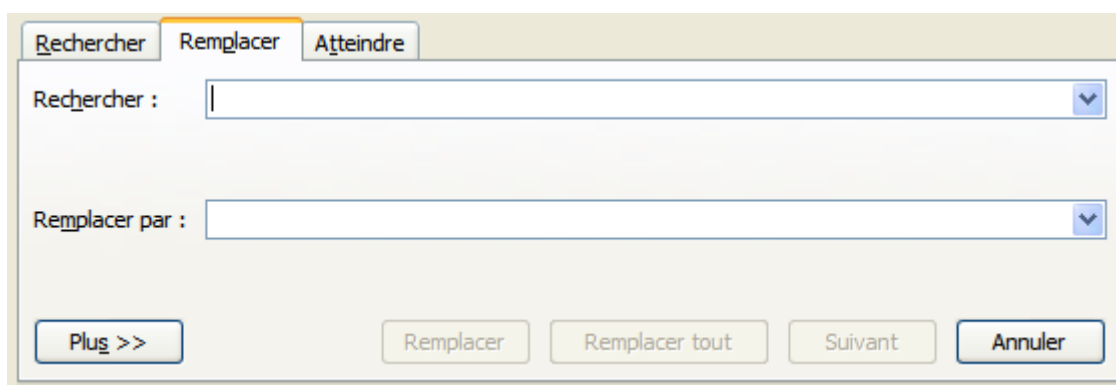 Rechercher Remplacer Atteindre
Rechercher :
Remplacer par :
Plus >> Remplacer Remplacer tout Suivant Annuler